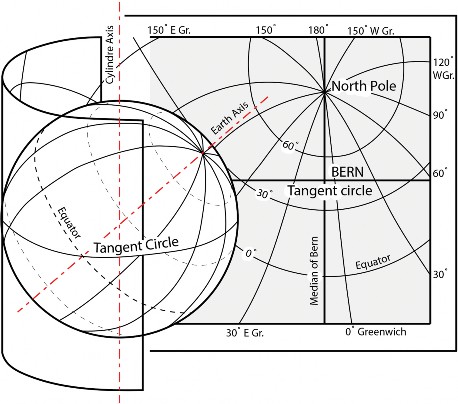 150° E Gr.
150°
180°
150° W Gr.
Cylindre Axis
120°
WGr.
North Pole
90°
Earth Axis
60°
BERN
60°
Tangent circle
30°
Equator
Tangent Circle
0°
Median of Bern
Equator
30°
30° E Gr.
0° Greenwich